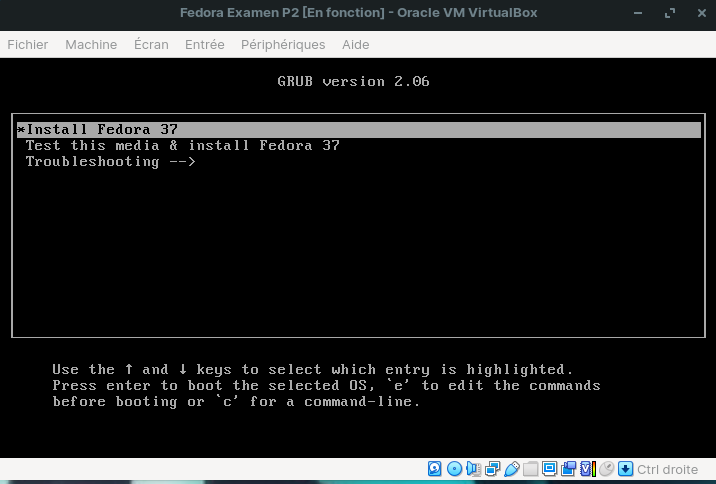 Fedora Examen P2 [En fonction] - Oracle VM VirtualBox
Fichier Machine Écran Entrée Périphériques Aide
GRUB version 2.06
*Install Fedora 37
Test this media & install Fedora 37
Troubleshooting -->
Use the ↑ and ↓ keys to select which entry is highlighted.
Press enter to boot the selected OS, `e' to edit the commands
before booting or `c' for a command-line.
Ctrl droite